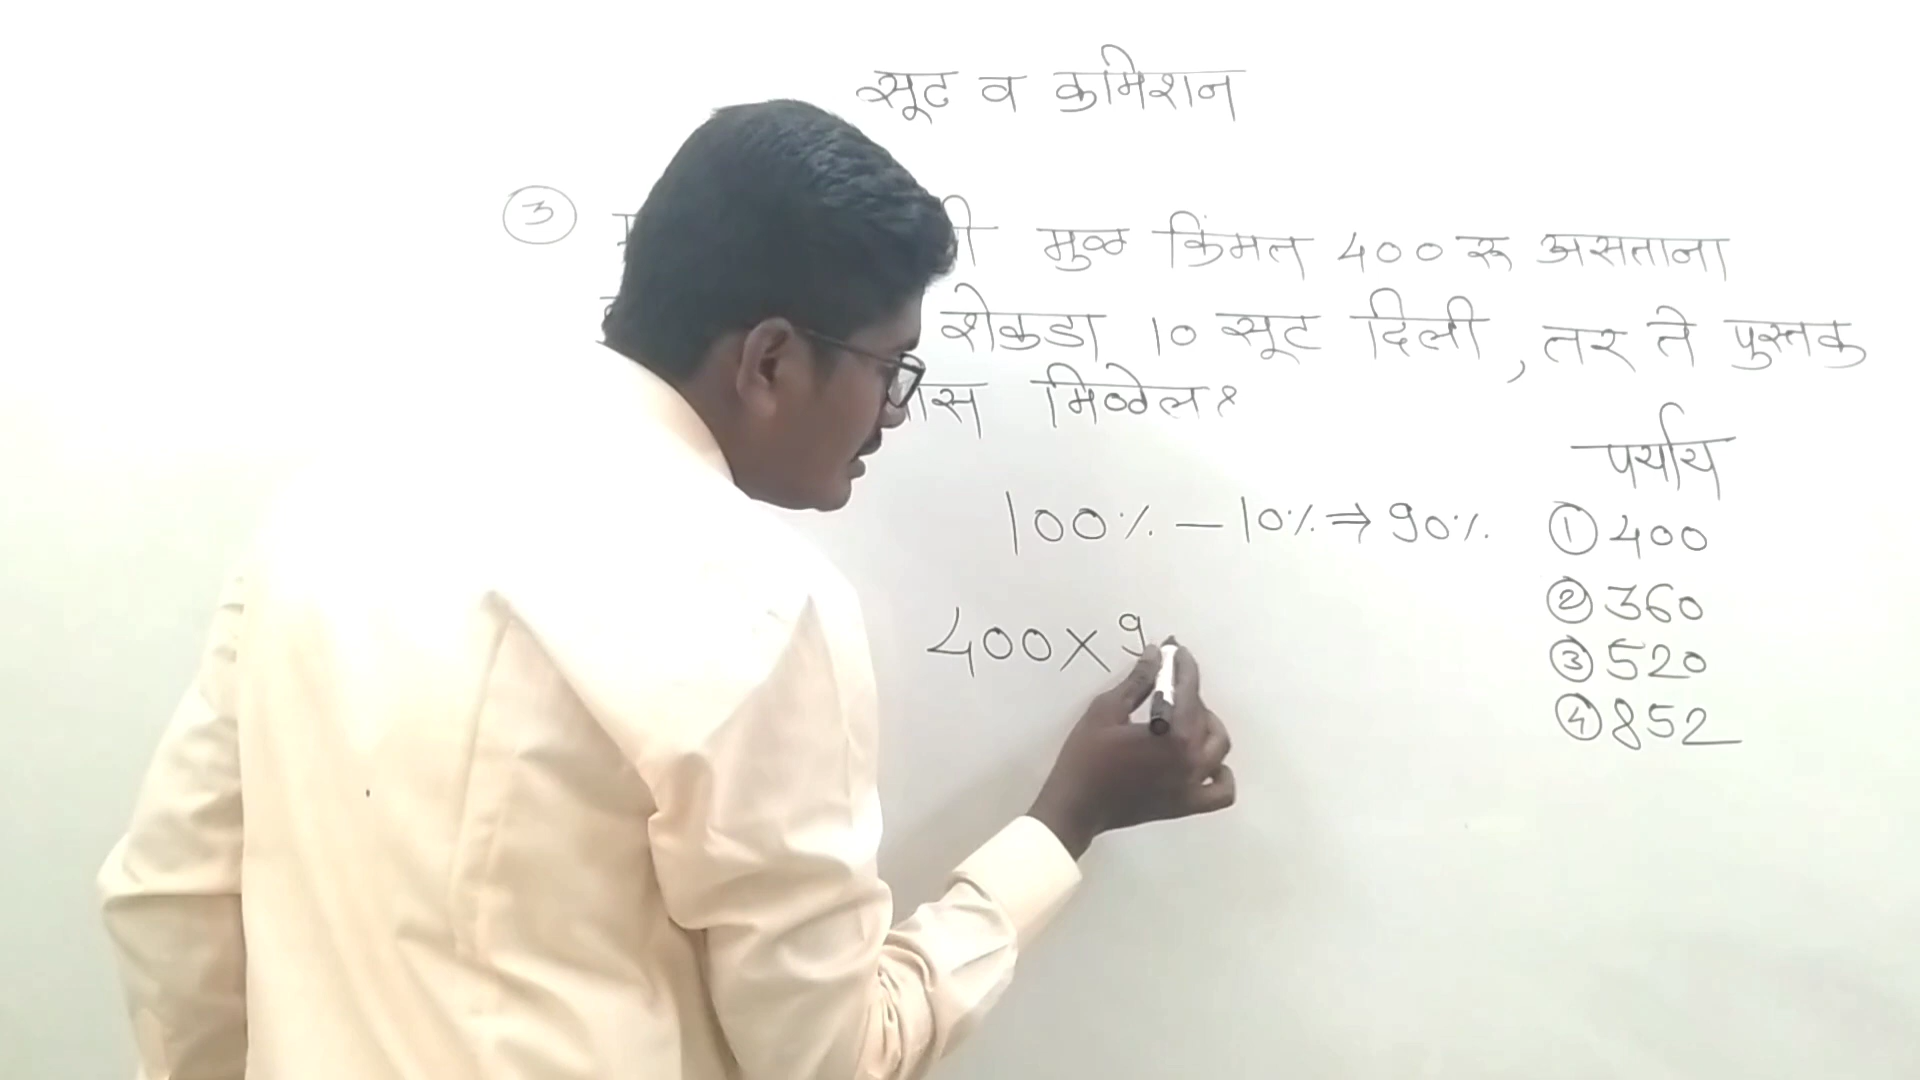 सूट व कमिशन
3 मुळ किंमत 400 रू असताना
शेकडा 10 सूट दिली, तर ते पुस्तक
मिळेल?
पर्याय
100% - 10% ⇒ 90%
① 400
② 360
③ 520
④ 852
400 × 9